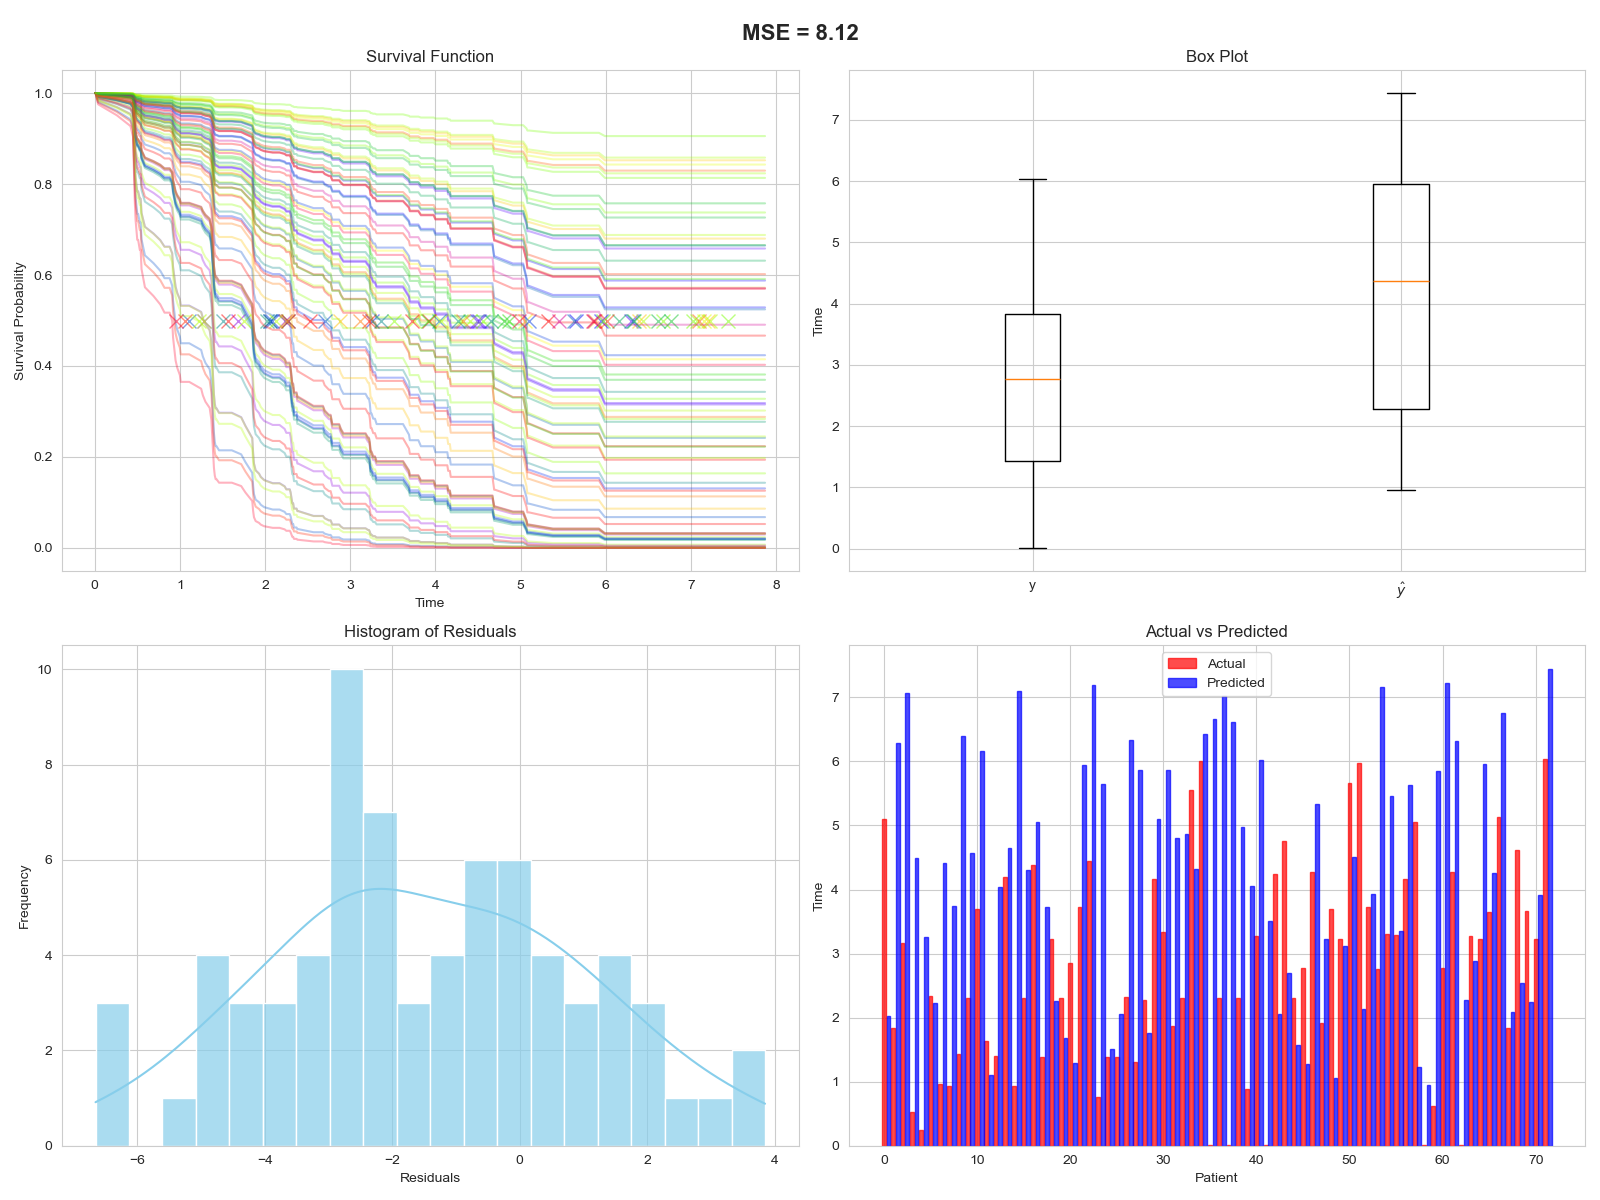 MSE = 8.12
Survival Function
Survival Probability
1.0
0.8
0.6
0.4
0.2
0.0
0 1 2 3 4 5 6 7 8
Time
Box Plot
Time
7
6
5
4
3
2
1
0
y ŷ
Histogram of Residuals
Frequency
10
8
6
4
2
0
−6 −4 −2 0 2 4
Residuals
Actual vs Predicted
Actual
Predicted
Time
7
6
5
4
3
2
1
0
0 10 20 30 40 50 60 70
Patient